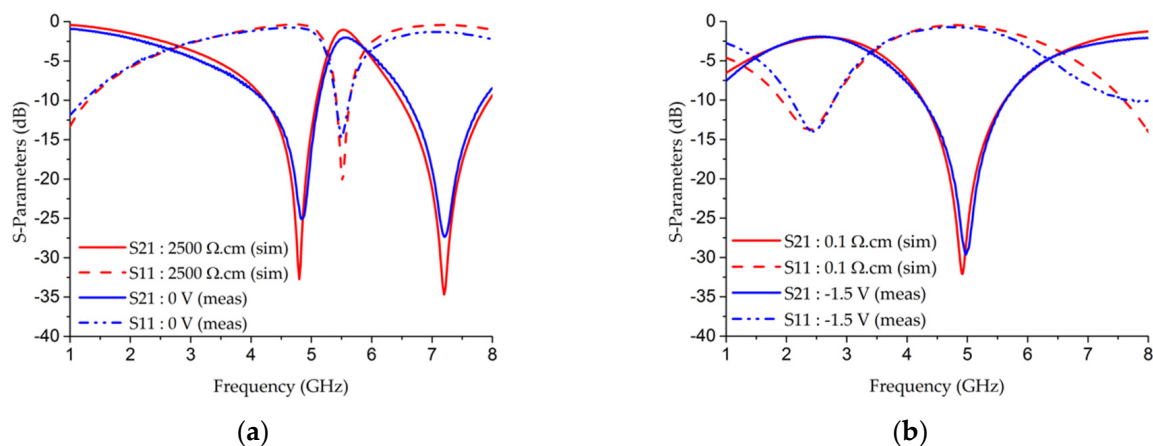 0
-5
-10
-15
-20
-25
-30
-35
-40
S-Parameters (dB)
S21 : 2500 Ω.cm (sim)
S11 : 2500 Ω.cm (sim)
S21 : 0 V (meas)
S11 : 0 V (meas)
1 2 3 4 5 6 7 8
Frequency (GHz)
(a)
0
-5
-10
-15
-20
-25
-30
-35
-40
S-Parameters (dB)
S21 : 0.1 Ω.cm (sim)
S11 : 0.1 Ω.cm (sim)
S21 : -1.5 V (meas)
S11 : -1.5 V (meas)
1 2 3 4 5 6 7 8
Frequency (GHz)
(b)